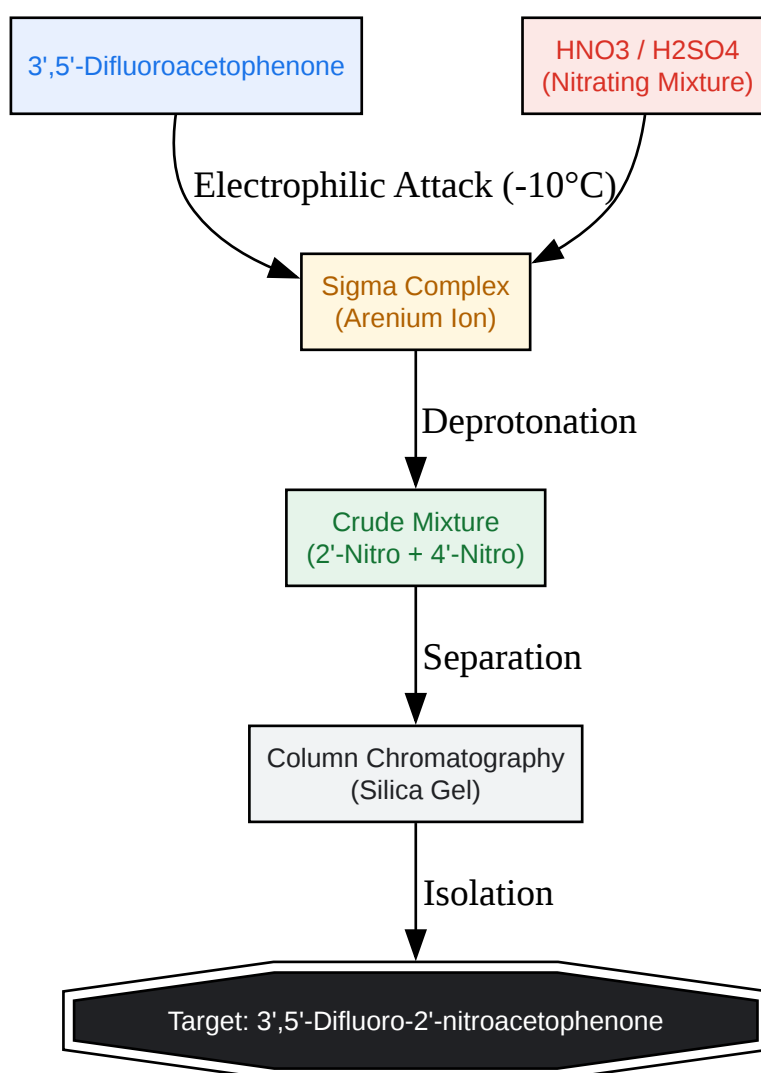 3',5'-Difluoroacetophenone
HNO3 / H2SO4
(Nitrating Mixture)
Electrophilic Attack (-10°C)
Sigma Complex
(Arenium Ion)
Deprotonation
Crude Mixture
(2'-Nitro + 4'-Nitro)
Separation
Column Chromatography
(Silica Gel)
Isolation
Target: 3',5'-Difluoro-2'-nitroacetophenone